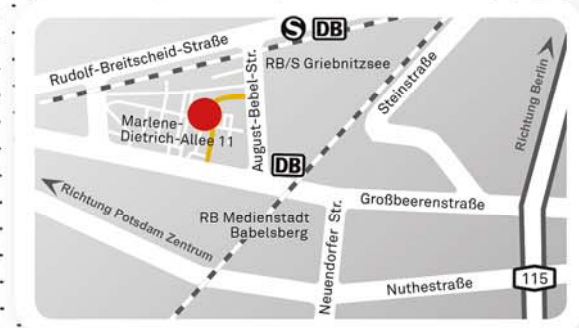 S DB
Rudolf-Breitscheid-Straße
RB/S Griebnitzsee
August-Bebel-Str.
Steinstraße
Richtung Berlin
Marlene-
Dietrich-Allee 11
DB
Richtung Potsdam Zentrum
RB Medienstadt
Babelsberg
Großbeerenstraße
Neuendorfer Str.
Nuthestraße
115